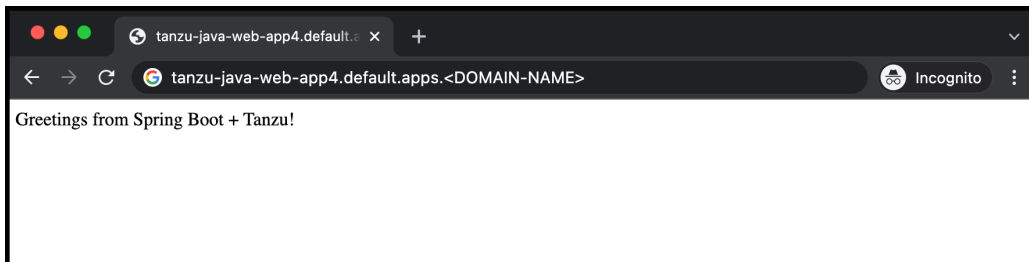 tanzu-java-web-app4.default.a
tanzu-java-web-app4.default.apps.<DOMAIN-NAME>
Incognito
Greetings from Spring Boot + Tanzu!